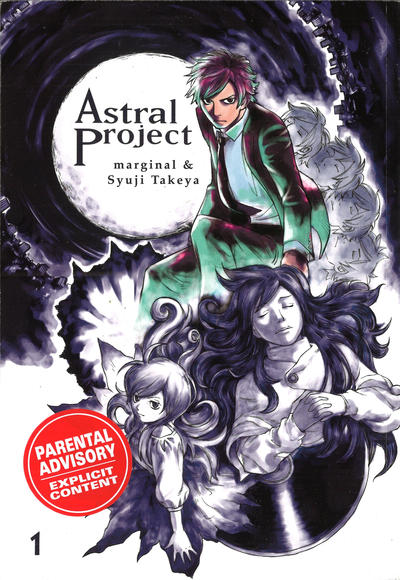 Astral
Project
marginal &
Syuji Takeya
PARENTAL
ADVISORY
EXPLICIT
CONTENT
1